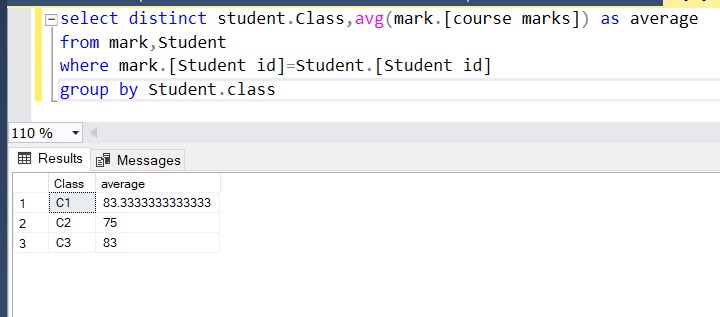 select distinct student.Class,avg(mark.[course marks]) as average
from mark,Student
where mark.[Student id]=Student.[Student id]
group by Student.class
110 %
Results Messages
Class average
1 C1 83.3333333333333
2 C2 75
3 C3 83